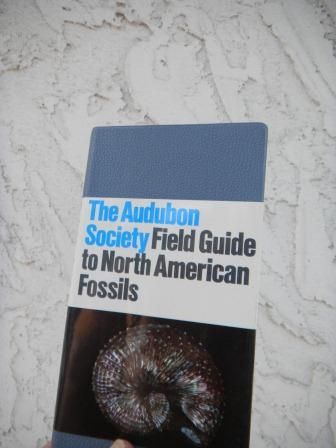 The Audubon
Society Field Guide
to North American
Fossils